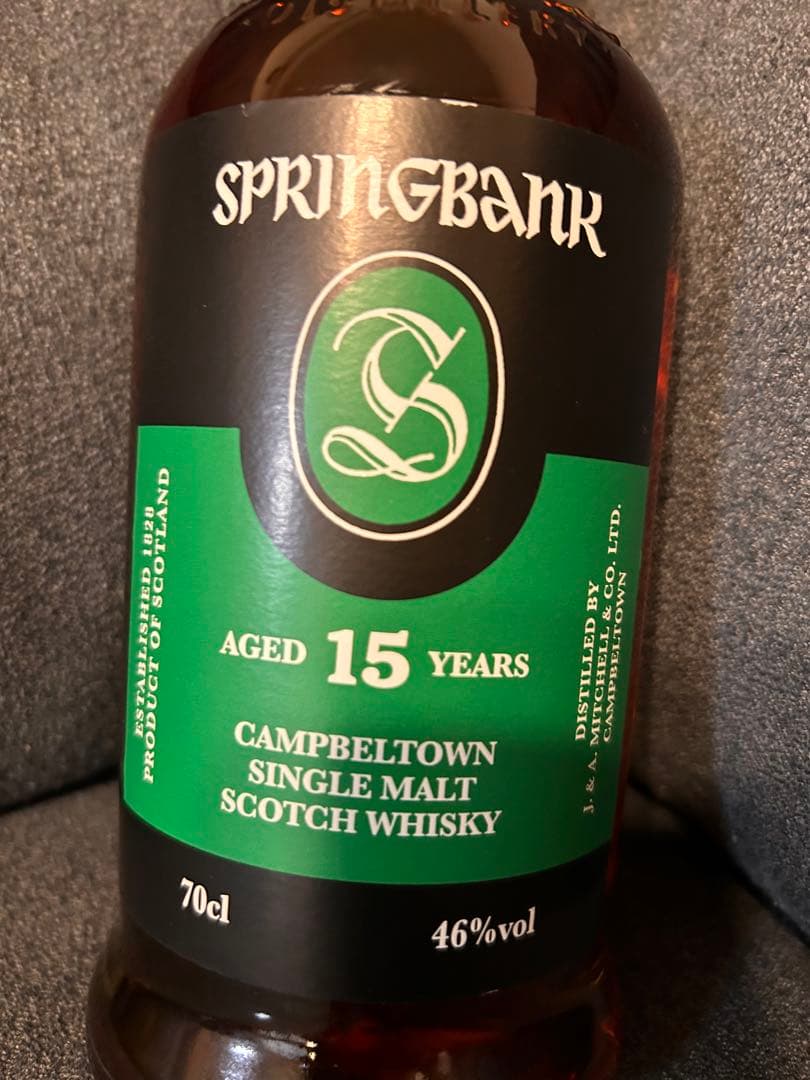 SPRINGBANK
S
ESTABLISHED 1828
PRODUCT OF SCOTLAND
AGED 15 YEARS
CAMPBELTOWN
SINGLE MALT
SCOTCH WHISKY
DISTILLED BY
J. & A. MITCHELL & CO. LTD.
CAMPBELTOWN
70cl
46%vol